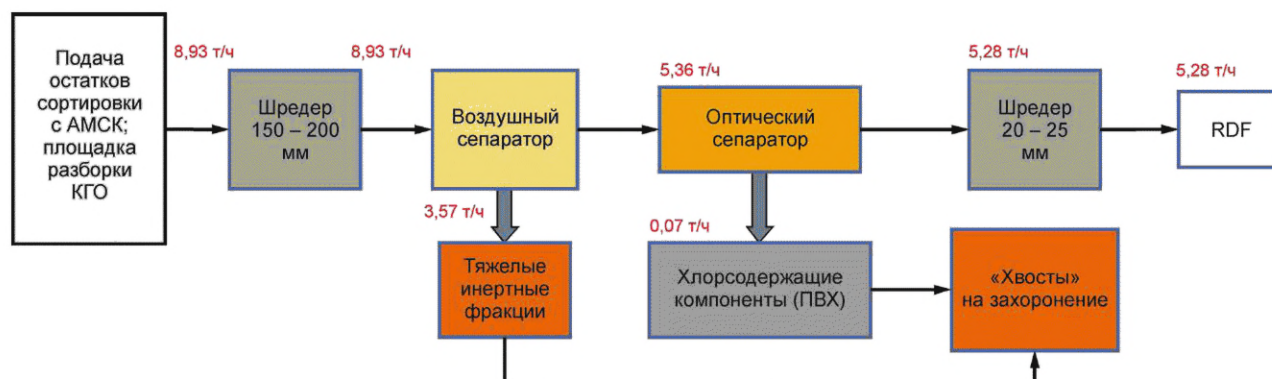 Подача
остатков
сортировки
с АМСК;
площадка
разборки
КГО
8,93 т/ч
Шредер
150 – 200
мм
8,93 т/ч
Воздушный
сепаратор
5,36 т/ч
Оптический
сепаратор
5,28 т/ч
Шредер
20 – 25
мм
5,28 т/ч
RDF
3,57 т/ч
Тяжелые
инертные
фракции
0,07 т/ч
Хлорсодержащие
компоненты (ПВХ)
«Хвосты»
на захоронение